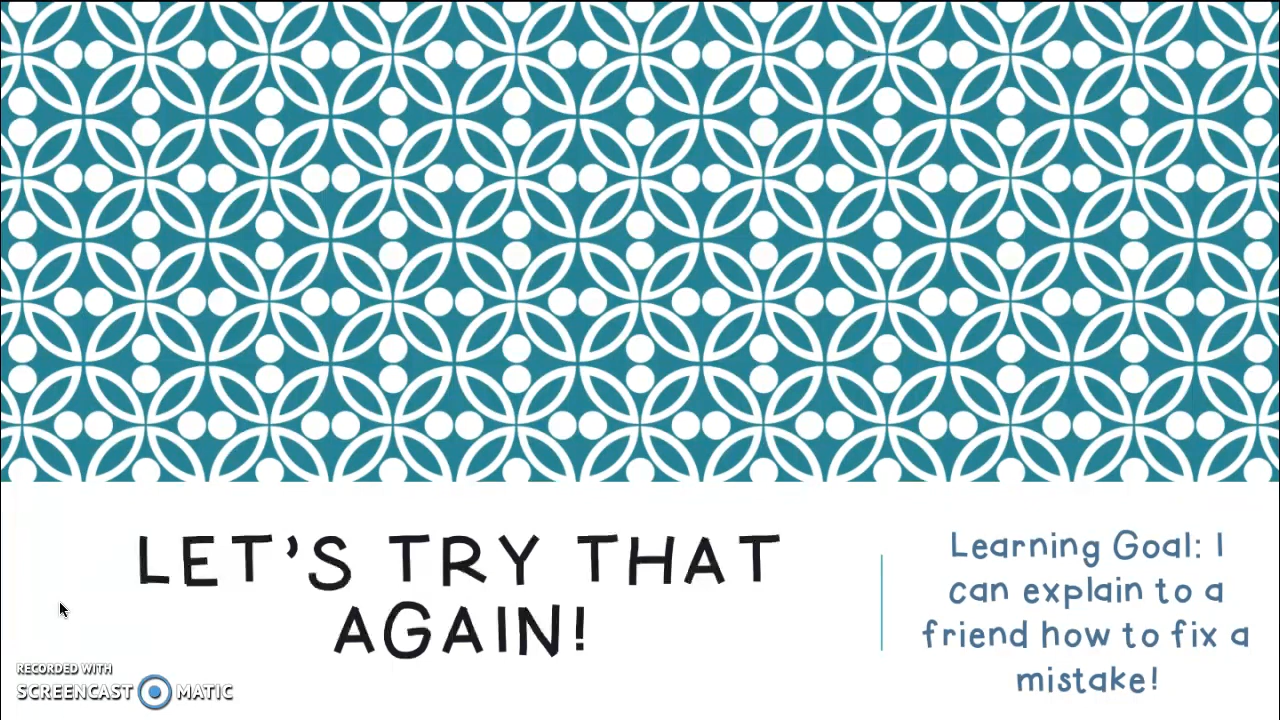 LET'S TRY THAT
AGAIN!
Learning Goal: I
can explain to a
friend how to fix a
mistake!
RECORDED WITH
SCREENCAST MATIC